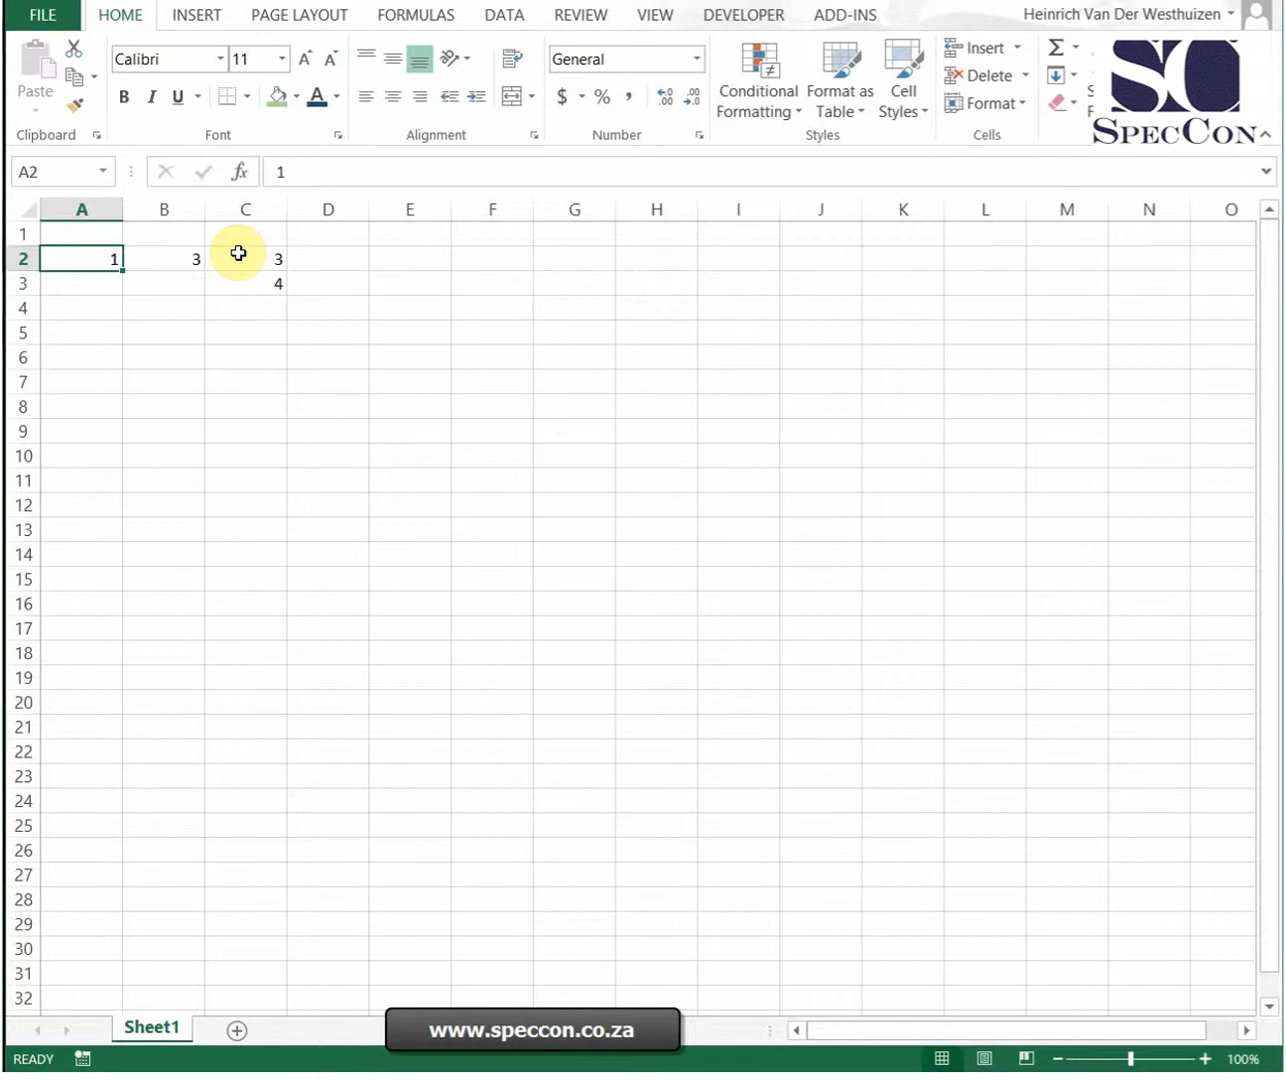 FILE HOME INSERT PAGE LAYOUT FORMULAS DATA REVIEW VIEW DEVELOPER ADD-INS Heinrich Van Der Westhuizen
Calibri 11 General Insert Σ
Paste Conditional Format as Cell Delete
B I U $ % , Formatting Table Styles Format
Clipboard Font Alignment Number Styles Cells
SC
SPECCON
A2 fx 1
A B C D E F G H I J K L M N O
1
2 1 3 3
3 4
4
5
6
7
8
9
10
11
12
13
14
15
16
17
18
19
20
21
22
23
24
25
26
27
28
29
30
31
32
Sheet1
www.speccon.co.za
READY 100%